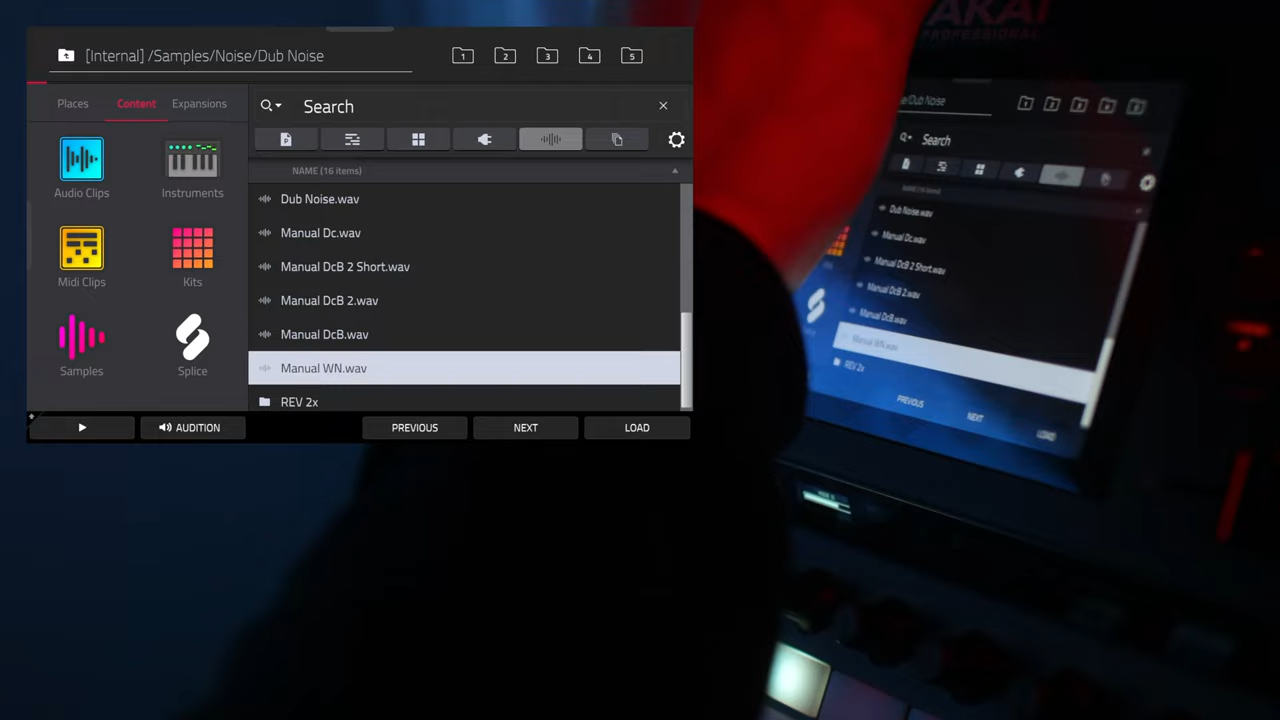 [Internal] /Samples/Noise/Dub Noise
1 2 3 4 5
Places Content Expansions
Search
NAME (16 items)
Audio Clips Instruments
Midi Clips Kits
Samples Splice
Dub Noise.wav
Manual Dc.wav
Manual DcB 2 Short.wav
Manual DcB 2.wav
Manual DcB.wav
Manual WN.wav
REV 2x
AUDITION PREVIOUS NEXT LOAD
AKAI
PROFESSIONAL
e/Dub Noise
Search
Dub Noise.wav
Manual Dc.wav
Manual DcB 2 Short.wav
Manual DcB 2.wav
Manual DcB.wav
Manual WN.wav
REV 2x
PREVIOUS NEXT LOAD